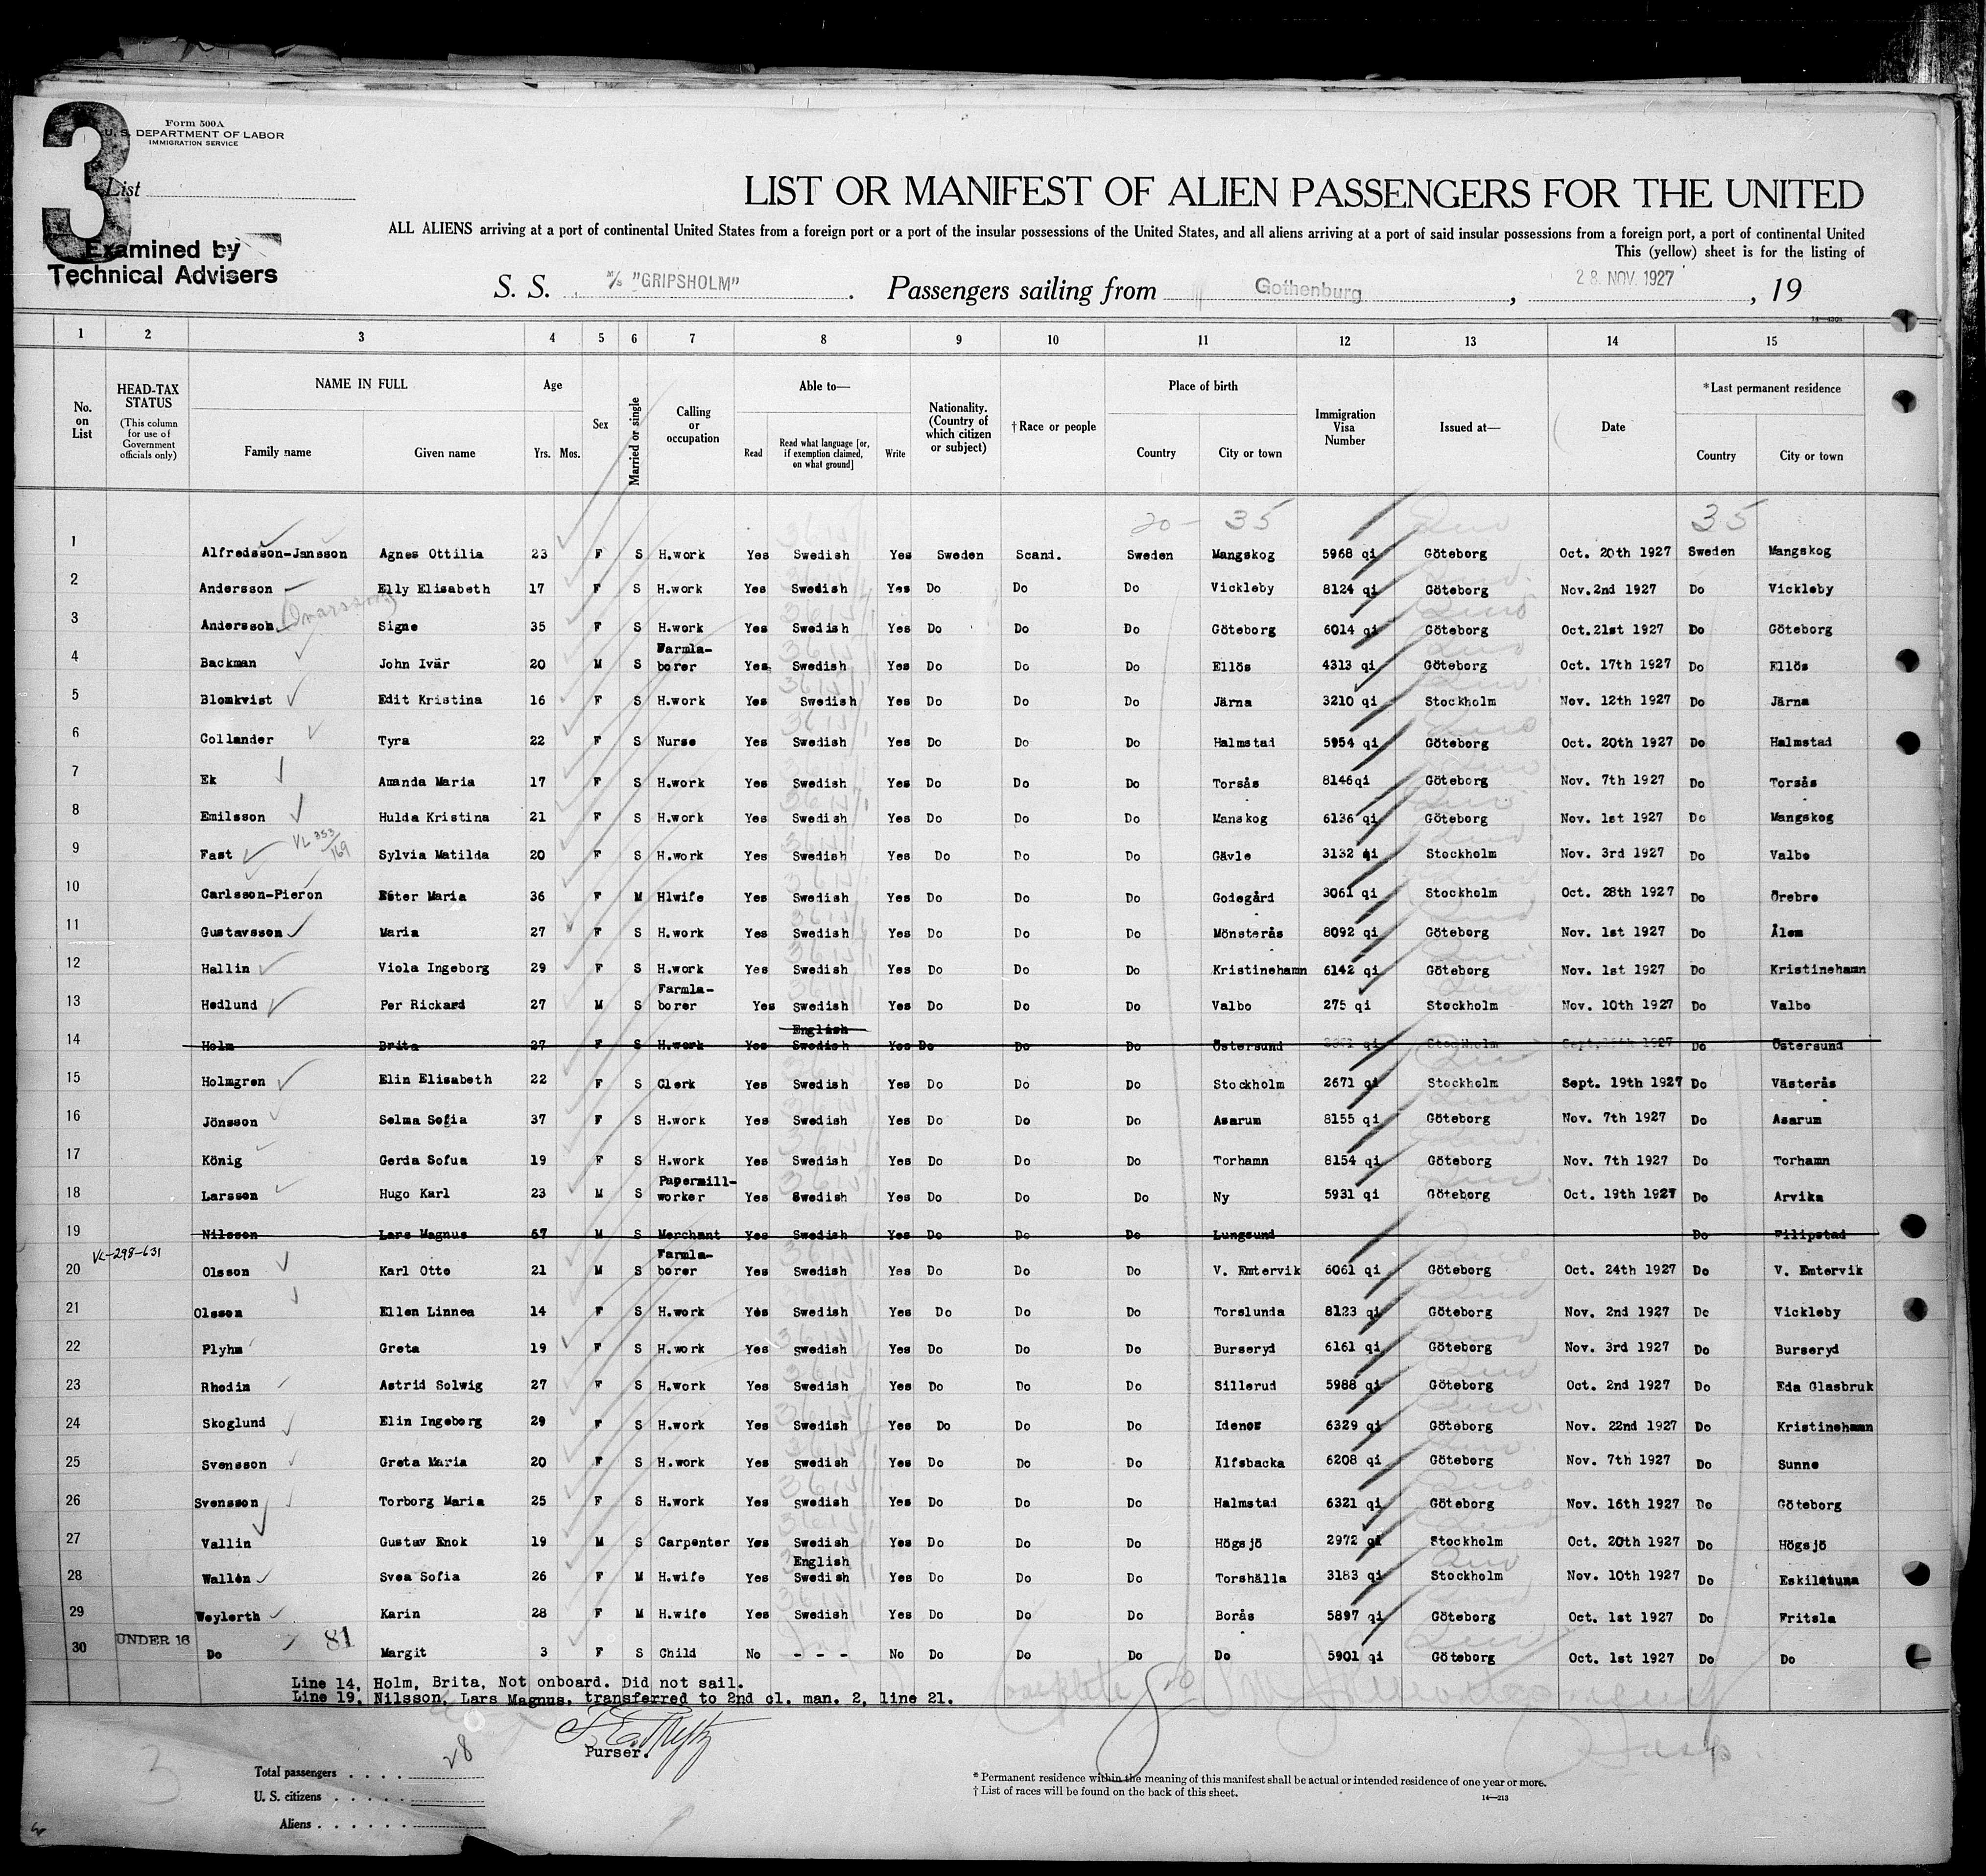 3
Form 500A
U. S. DEPARTMENT OF LABOR
IMMIGRATION SERVICE
List
Examined by
Technical Advisers
LIST OR MANIFEST OF ALIEN PASSENGERS FOR THE UNITED
ALL ALIENS arriving at a port of continental United States from a foreign port or a port of the insular possessions of the United States, and all aliens arriving at a port of said insular possessions from a foreign port, a port of continental United
This (yellow) sheet is for the listing of
S. S. M/S "GRIPSHOLM". Passengers sailing from Gothenburg, 28. NOV. 1927, 19
1 2 3 4 5 6 7 8 9 10 11 12 13 14 15
No. on List
HEAD-TAX STATUS (This column for use of Government officials only)
NAME IN FULL Family name Given name
Age Yrs. Mos.
Sex
Married or single
Calling or occupation
Able to— Read Read what language [or, if exemption claimed, on what ground] Write
Nationality. (Country of which citizen or subject)
† Race or people
Place of birth Country City or town
Immigration Visa Number
Issued at—
Date
*Last permanent residence Country City or town
20- 35 35
1 Alfredsson-Jansson Agnes Ottilia 23 F S H.work Yes Swedish Yes Sweden Scand. Sweden Mangskog 5968 qi Göteborg Oct. 20th 1927 Sweden Mangskog
2 Andersson Elly Elisabeth 17 F S H.work Yes Swedish Yes Do Do Do Vickleby 8124 qi Göteborg Nov.2nd 1927 Do Vickleby
3 Andersson Signe 35 F S H.work Yes Swedish Yes Do Do Do Göteborg 6014 qi Göteborg Oct.21st 1927 Do Göteborg
4 Backman John Ivár 20 M S Farmla-borer Yes Swedish Yes Do Do Do Ellös 4313 qi Göteborg Oct. 17th 1927 Do Ellös
5 Blomkvist Edit Kristina 16 F S H.work Yes Swedish Yes Do Do Do Järna 3210 qi Stockholm Nov. 12th 1927 Do Järna
6 Collander Tyra 22 F S Nurse Yes Swedish Yes Do Do Do Halmstad 5954 qi Göteborg Oct. 20th 1927 Do Halmstad
7 Ek Amanda Maria 17 F S H.work Yes Swedish Yes Do Do Do Torsås 8146qi Göteborg Nov. 7th 1927 Do Torsås
8 Emilsson Hulda Kristina 21 F S H.work Yes Swedish Yes Do Do Do Manskog 6136 qi Göteborg Nov. 1st 1927 Do Mangskog
9 Fast VL 353/169 Sylvia Matilda 20 F S H.work Yes Swedish Yes Do Do Do Gävle 3132 qi Stockholm Nov. 3rd 1927 Do Valbo
10 Carlsson-Pieron Ester Maria 36 F M Hlwife Yes Swedish Yes Do Do Do Godegård 3061 qi Stockholm Oct. 28th 1927 Do Örebro
11 Gustavsson Maria 27 F S H.work Yes Swedish Yes Do Do Do Mönsterås 8092 qi Göteborg Nov. 1st 1927 Do Ålem
12 Hallin Viola Ingeborg 29 F S H.work Yes Swedish Yes Do Do Do Kristinehamn 6142 qi Göteborg Nov. 1st 1927 Do Kristinehamn
13 Hedlund Per Rickard 27 M S Farmla-borer Yes Swedish Yes Do Do Do Valbo 275 qi Stockholm Nov. 10th 1927 Do Valbo
14 Holm Brita 27 F S H.work Yes English Swedish Yes Do Do Do Östersund qi Stockholm 1927 Do Östersund
15 Holmgren Elin Elisabeth 22 F S Clerk Yes Swedish Yes Do Do Do Stockholm 2671 qi Stockholm Sept. 19th 1927 Do Västerås
16 Jönsson Selma Sofia 37 F S H.work Yes Swedish Yes Do Do Do Asarum 8155 qi Göteborg Nov. 7th 1927 Do Asarum
17 König Gerda Sofua 19 F S H.work Yes Swedish Yes Do Do Do Torhamn 8154 qi Göteborg Nov. 7th 1927 Do Torhamn
18 Larsson Hugo Karl 23 M S Papermill-worker Yes Swedish Yes Do Do Do Ny 5931 qi Göteborg Oct. 19th 1927 Do Arvika
19 Nilsson Lars Magnus 67 M S Merchant Yes Swedish Yes Do Do Do Lungsund Do Filipstad
VL-298-631
20 Olsson Karl Otto 21 M S Farmla-borer Yes Swedish Yes Do Do Do V. Emtervik 6061 qi Göteborg Oct. 24th 1927 Do V. Emtervik
21 Olsson Ellen Linnea 14 F S H.work Yes Swedish Yes Do Do Do Torslunda 8123 qi Göteborg Nov. 2nd 1927 Do Vickleby
22 Plyhm Greta 19 F S H.work Yes Swedish Yes Do Do Do Burseryd 6161 qi Göteborg Nov. 3rd 1927 Do Burseryd
23 Rhodin Astrid Solwig 27 F S H.work Yes Swedish Yes Do Do Do Sillerud 5988 qi Göteborg Oct. 2nd 1927 Do Eda Glasbruk
24 Skoglund Elin Ingeborg 29 F S H.work Yes Swedish Yes Do Do Do Idenor 6329 qi Göteborg Nov. 22nd 1927 Do Kristinehamn
25 Svensson Greta Maria 20 F S H.work Yes Swedish Yes Do Do Do Älfsbacka 6208 qi Göteborg Nov. 7th 1927 Do Sunne
26 Svensson Torborg Maria 25 F S H.work Yes Swedish Yes Do Do Do Halmstad 6321 qi Göteborg Nov. 16th 1927 Do Göteborg
27 Vallin Gustav Enok 19 M S Carpenter Yes Swedish Yes Do Do Do Högsjö 2972 qi Stockholm Oct. 20th 1927 Do Högsjö
28 Wallén Svea Sofia 26 F M H.wife Yes English Swedish Yes Do Do Do Torshälla 3183 qi Stockholm Nov. 10th 1927 Do Eskilstuna
29 Weylerth Karin 28 F M H.wife Yes Swedish Yes Do Do Do Borås 5897 qi Göteborg Oct. 1st 1927 Do Fritsla
30 UNDER 16 Do 81 Margit 3 F S Child No - - - No Do Do Do Do 5901 qi Göteborg Oct. 1st 1927 Do Do
Line 14, Holm, Brita, Not onboard. Did not sail.
Line 19, Nilsson, Lars Magnus, transferred to 2nd cl. man. 2, line 21.
Purser.
3
Total passengers . . . . 28
U. S. citizens . . . . .
Aliens . . . . . .
* Permanent residence within the meaning of this manifest shall be actual or intended residence of one year or more.
† List of races will be found on the back of this sheet.
14—213